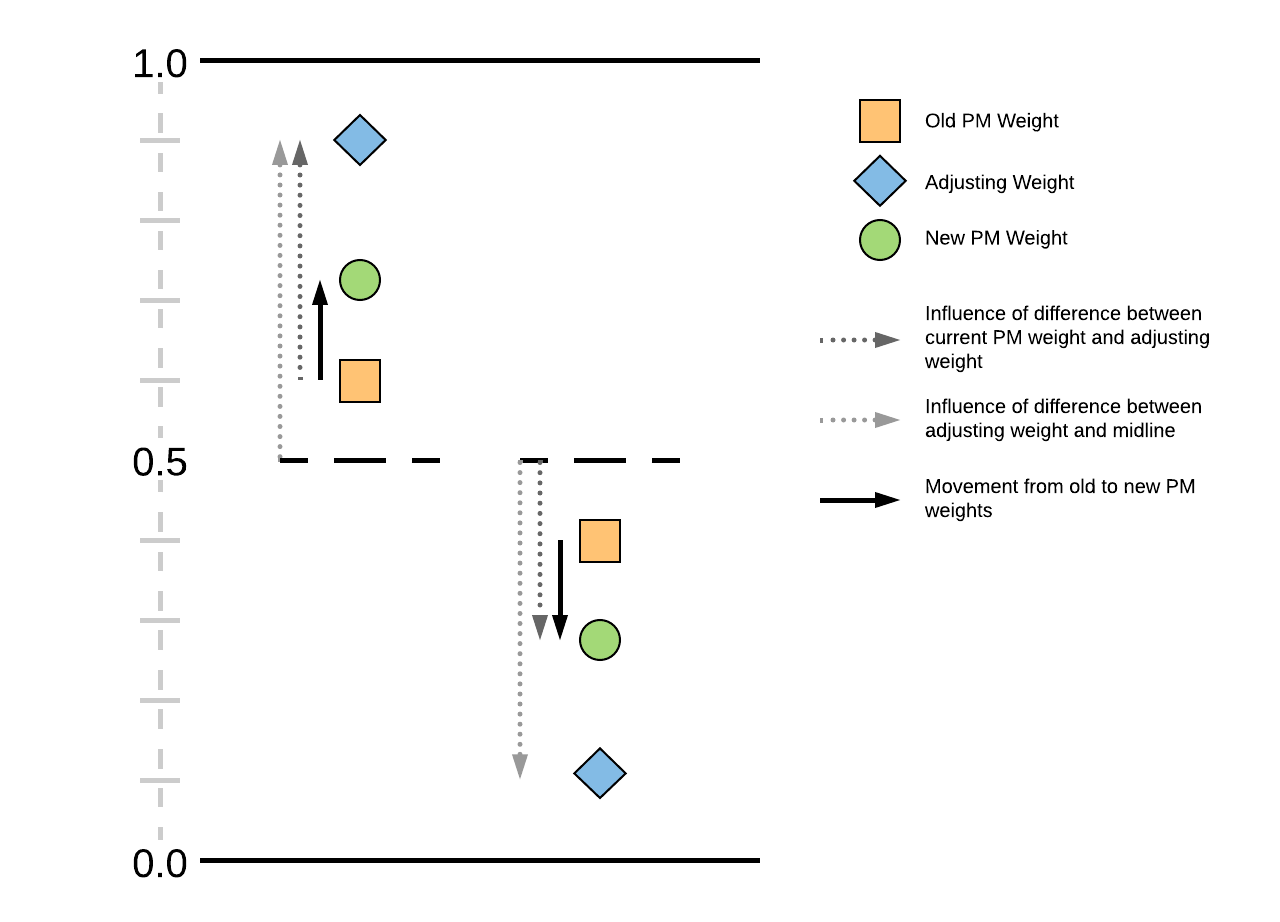 1.0
Old PM Weight
Adjusting Weight
New PM Weight
Influence of difference between
current PM weight and adjusting
weight
Influence of difference between
adjusting weight and midline
0.5
Movement from old to new PM
weights
0.0